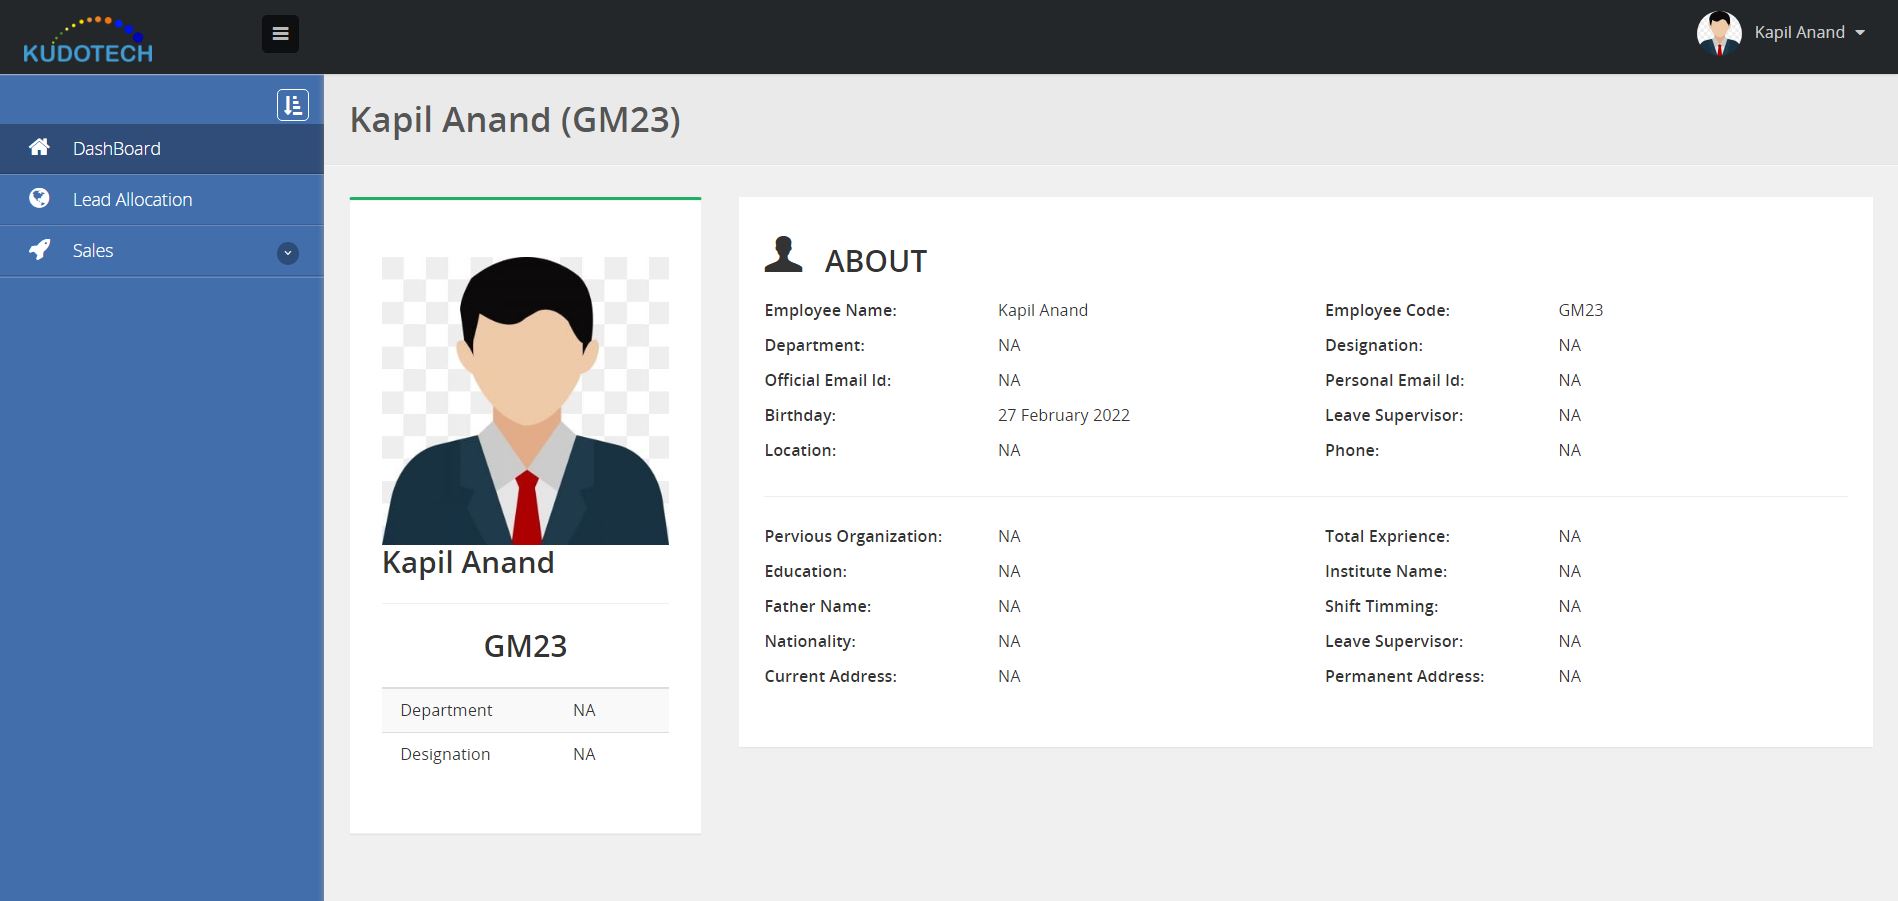 KUDOTECH
Kapil Anand
DashBoard
Lead Allocation
Sales
Kapil Anand (GM23)
Kapil Anand
GM23
Department NA
Designation NA
ABOUT
Employee Name: Kapil Anand Employee Code: GM23
Department: NA Designation: NA
Official Email Id: NA Personal Email Id: NA
Birthday: 27 February 2022 Leave Supervisor: NA
Location: NA Phone: NA
Pervious Organization: NA Total Exprience: NA
Education: NA Institute Name: NA
Father Name: NA Shift Timming: NA
Nationality: NA Leave Supervisor: NA
Current Address: NA Permanent Address: NA